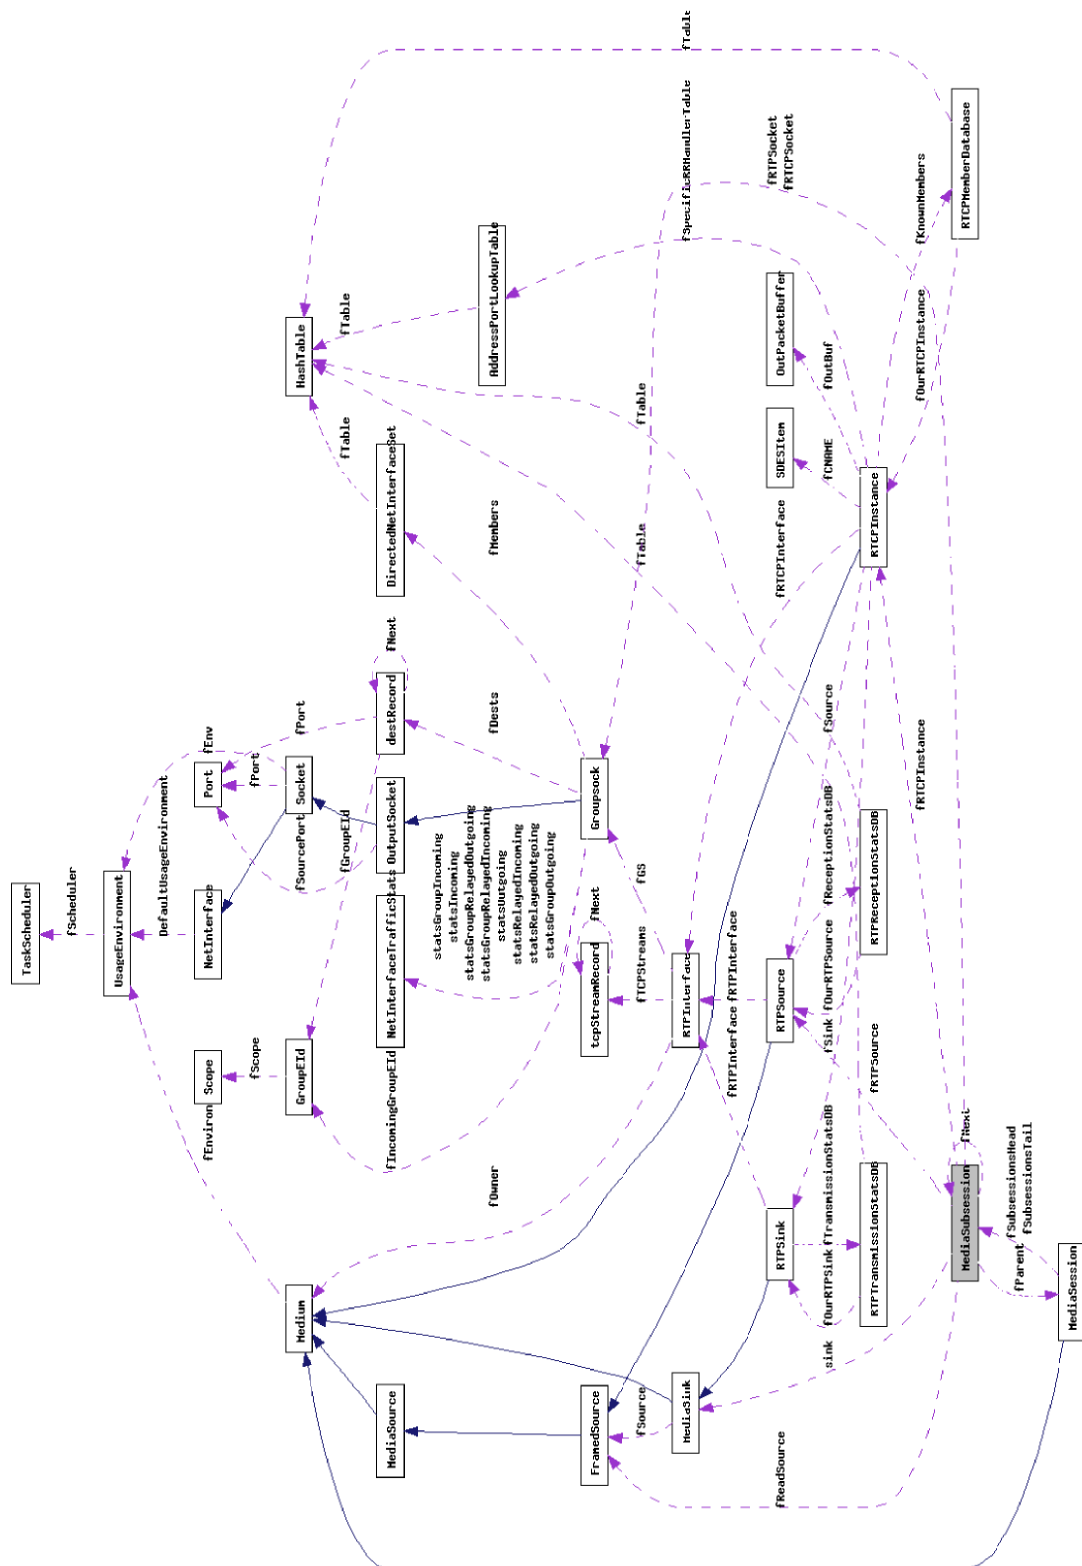 TaskScheduler
fScheduler
UsageEnvironment
fEnv
DefaultUsageEnvironment
fEnviron
Port
NetInterface
Scope
fPort
fPort
fSourcePort
fGroupEId
fScope
HashTable
Socket
GroupEId
Medium
fTable
fTable
DirectedNetInterfaceSet
fNext
destRecord
OutputSocket
NetInterfaceTrafficStats
fIncomingGroupEId
MediaSource
statsGroupIncoming
statsIncoming
statsGroupRelayedOutgoing
statsGroupRelayedIncoming
statsOutgoing
statsRelayedIncoming
statsRelayedOutgoing
statsGroupOutgoing
AddressPortLookupTable
fMembers
fDests
fOwner
Groupsock
fNext
tcpStreamRecord
FramedSource
fTable
fTable
fGS
fTCPStreams
fSource
fTable
fSpecificRRHandlerTable
RTPInterface
MediaSink
fRTPInterface
fRTPInterface
fRTPSocket
fRTCPSocket
OutPacketBuffer
SDESItem
fRTCPInterface
RTPSource
RTPSink
fReadSource
fOutBuf
fCNAME
fSource
fReceptionStatsDB
fOurRTPSource
fSink
fTransmissionStatsDB
fOurRTPSink
sink
RTCPInstance
RTPReceptionStatsDB
fRTPSource
RTPTransmissionStatsDB
fKnownMembers
fOurRTCPInstance
fRTCPInstance
RTCPMemberDatabase
fNext
MediaSubsession
fSubsessionsHead
fSubsessionsTail
fParent
MediaSession